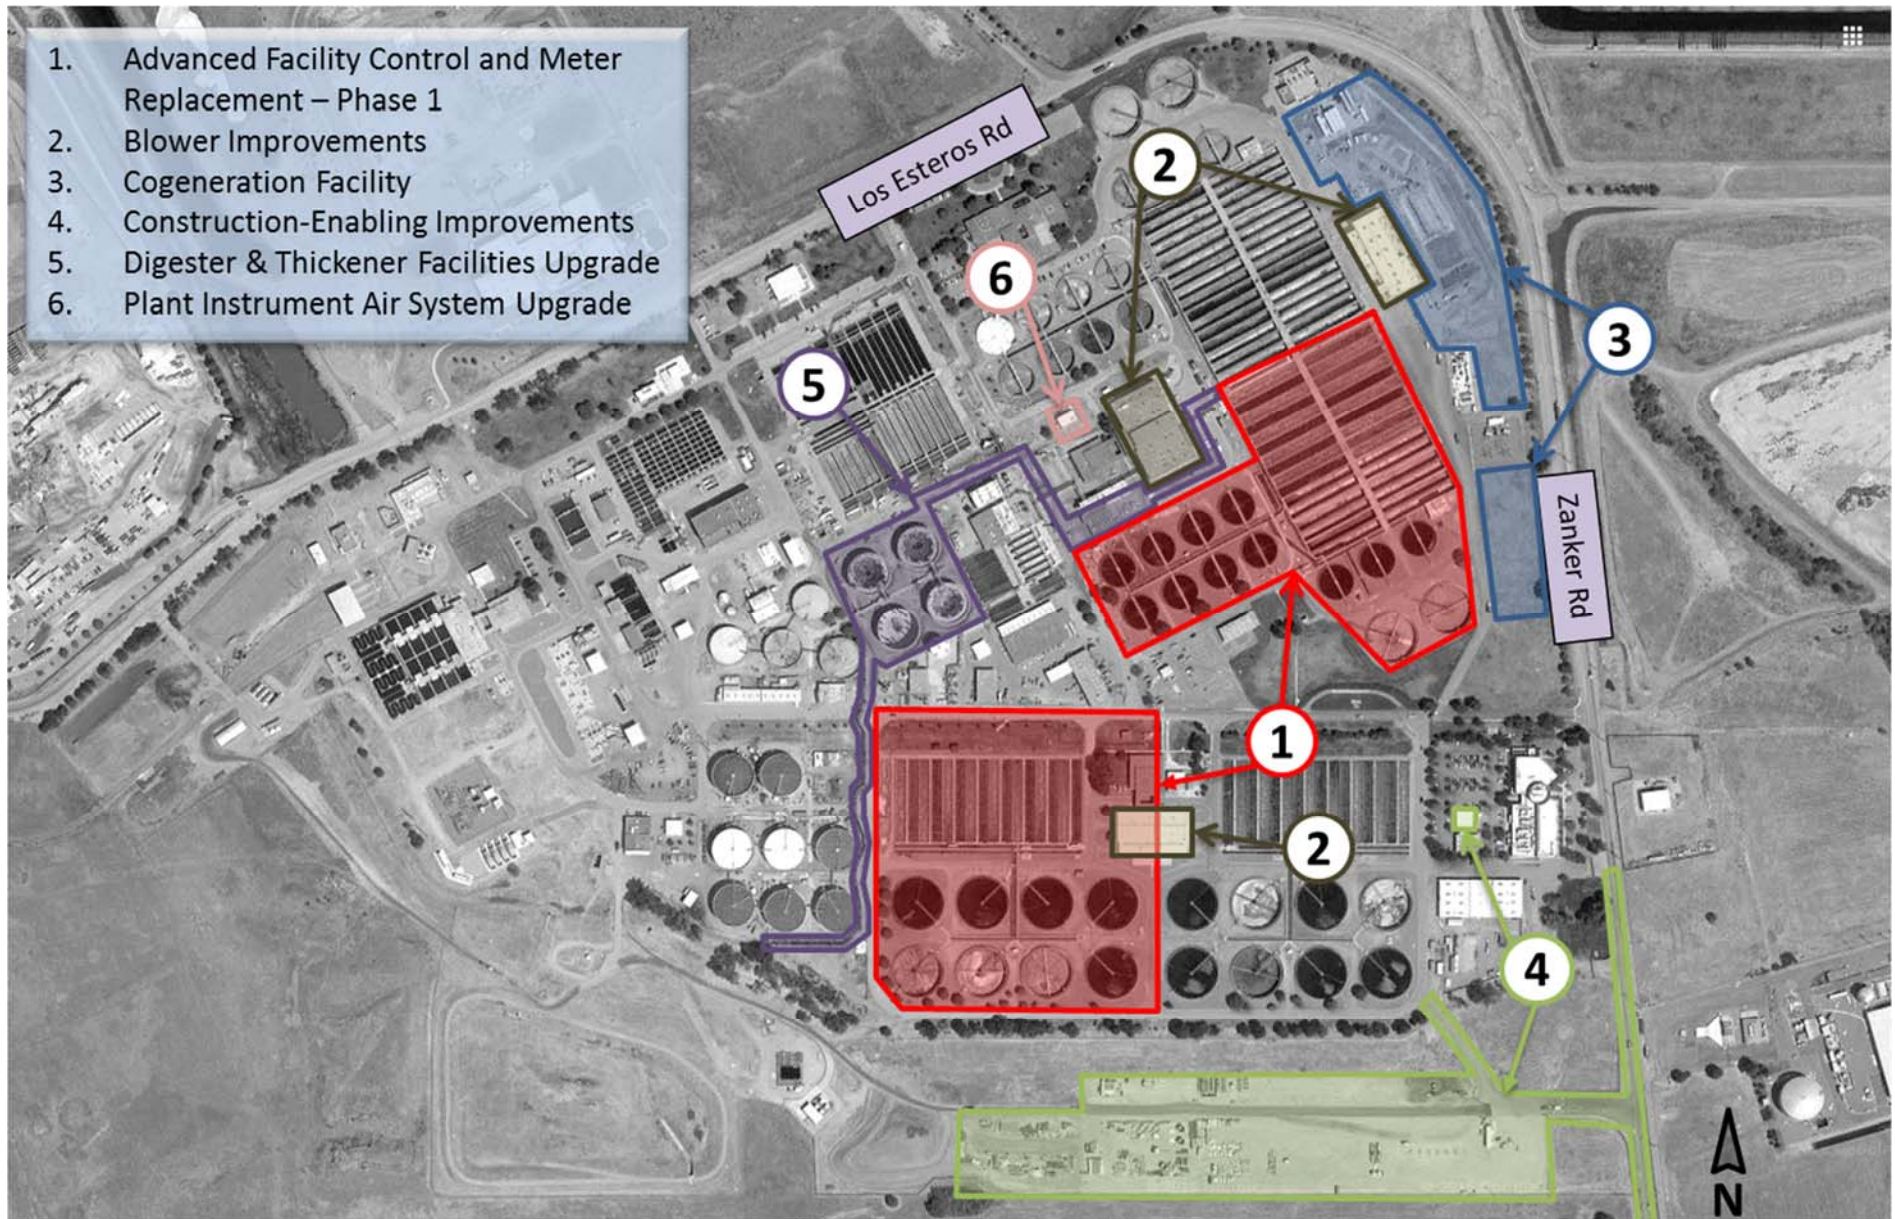 1. Advanced Facility Control and Meter
Replacement – Phase 1
2. Blower Improvements
3. Cogeneration Facility
4. Construction-Enabling Improvements
5. Digester & Thickener Facilities Upgrade
6. Plant Instrument Air System Upgrade
Los Esteros Rd
2
6
3
5
Zanker Rd
1
2
4
N